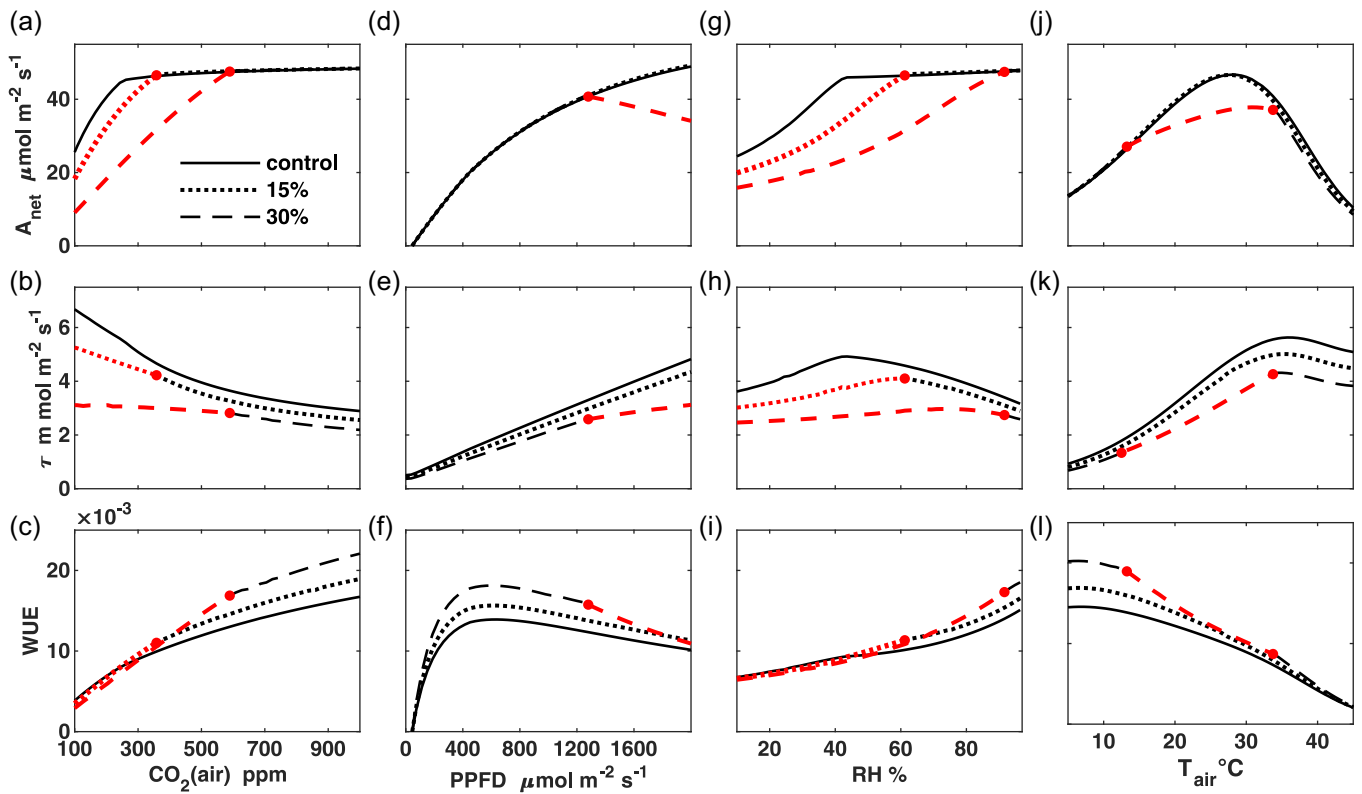 (a)
(d)
(g)
(j)
A_net μmol m⁻² s⁻¹
40
20
0
control
15%
30%
(b)
(e)
(h)
(k)
τ m mol m⁻² s⁻¹
6
4
2
0
(c)
×10⁻³
(f)
(i)
(l)
WUE
20
10
0
100 300 500 700 900
0 400 800 1200 1600
20 40 60 80
10 20 30 40
CO₂(air) ppm
PPFD μmol m⁻² s⁻¹
RH %
T_air°C